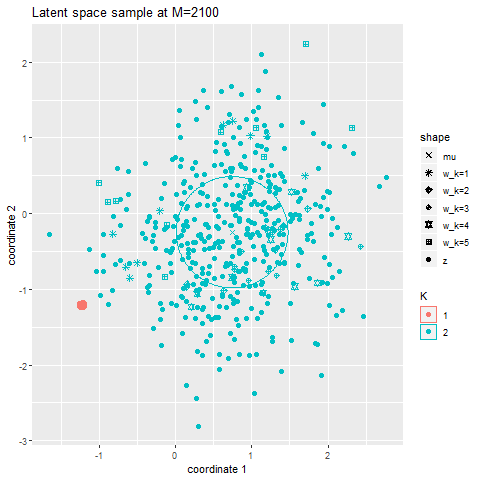 Latent space sample at M=2100
2
1
0
-1
-2
-3
-1
0
1
2
coordinate 1
coordinate 2
shape
mu
w_k=1
w_k=2
w_k=3
w_k=4
w_k=5
z
K
1
2